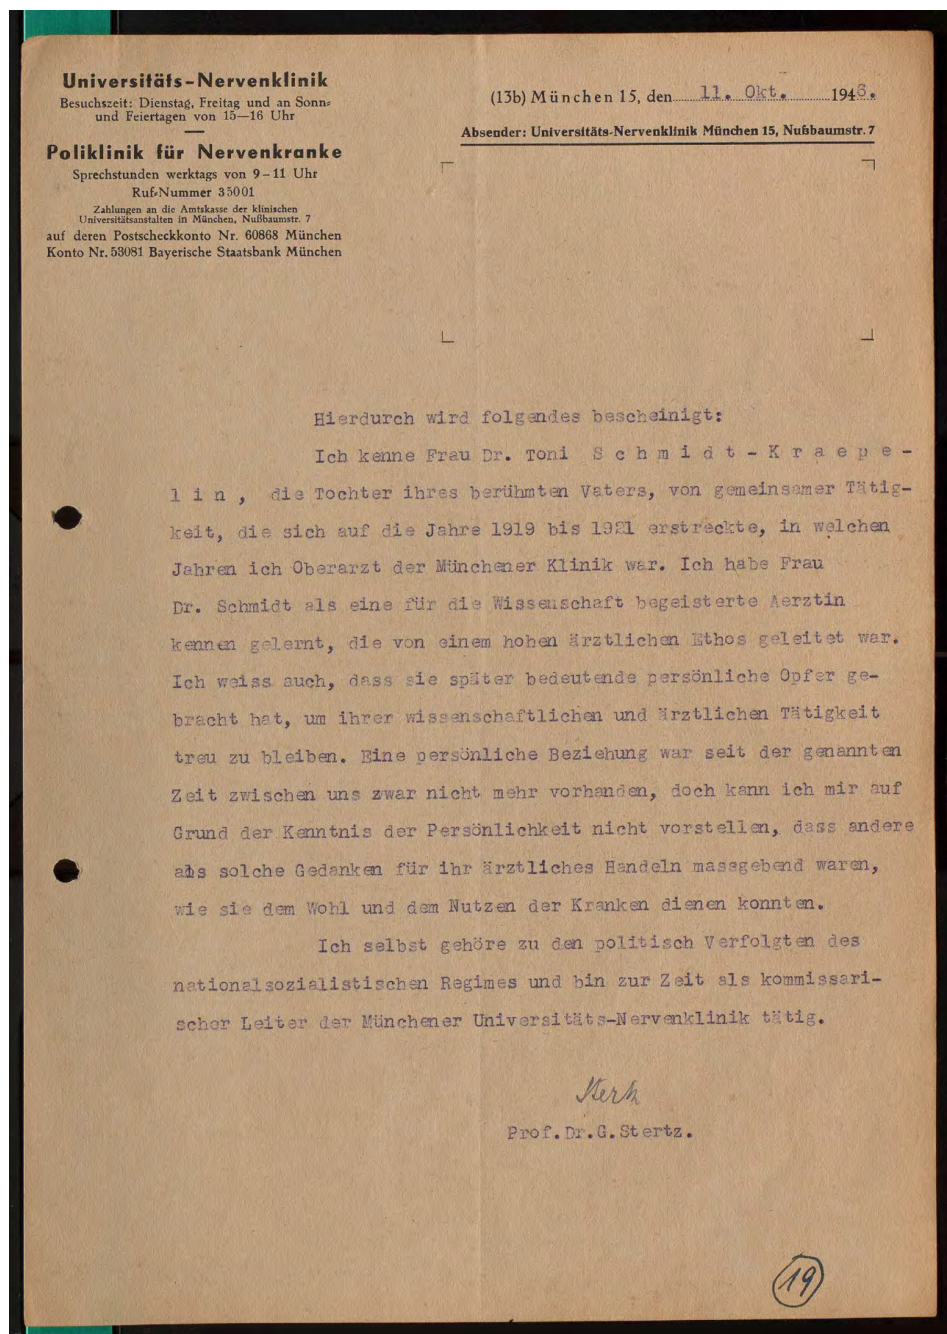 Universitäts-Nervenklinik
Besuchszeit: Dienstag, Freitag und an Sonn-
und Feiertagen von 15—16 Uhr
Poliklinik für Nervenkranke
Sprechstunden werktags von 9–11 Uhr
Ruf-Nummer 35001
Zahlungen an die Amtskasse der klinischen
Universitätsanstalten in München, Nußbaumstr. 7
auf deren Postscheckkonto Nr. 60868 München
Konto Nr. 53081 Bayerische Staatsbank München
(13b) München 15, den 11. Okt. 1946.
Absender: Universitäts-Nervenklinik München 15, Nußbaumstr. 7
Hierdurch wird folgendes bescheinigt:
Ich kenne Frau Dr. Toni S c h m i d t - K r a e p e -
l i n , die Tochter ihres berühmten Vaters, von gemeinsamer Tätig-
keit, die sich auf die Jahre 1919 bis 1921 erstreckte, in welchen
Jahren ich Oberarzt der Münchener Klinik war. Ich habe Frau
Dr. Schmidt als eine für die Wissenschaft begeisterte Aerztin
kennen gelernt, die von einem hohen ärztlichen Ethos geleitet war.
Ich weiss auch, dass sie später bedeutende persönliche Opfer ge-
bracht hat, um ihrer wissenschaftlichen und ärztlichen Tätigkeit
treu zu bleiben. Eine persönliche Beziehung war seit der genannten
Zeit zwischen uns zwar nicht mehr vorhanden, doch kann ich mir auf
Grund der Kenntnis der Persönlichkeit nicht vorstellen, dass andere
als solche Gedanken für ihr ärztliches Handeln massgebend waren,
wie sie dem Wohl und dem Nutzen der Kranken dienen konnten.
Ich selbst gehöre zu den politisch Verfolgten des
nationalsozialistischen Regimes und bin zur Zeit als kommissari-
scher Leiter der Münchener Universitäts-Nervenklinik tätig.
Stertz
Prof.Dr.G.Stertz.
19